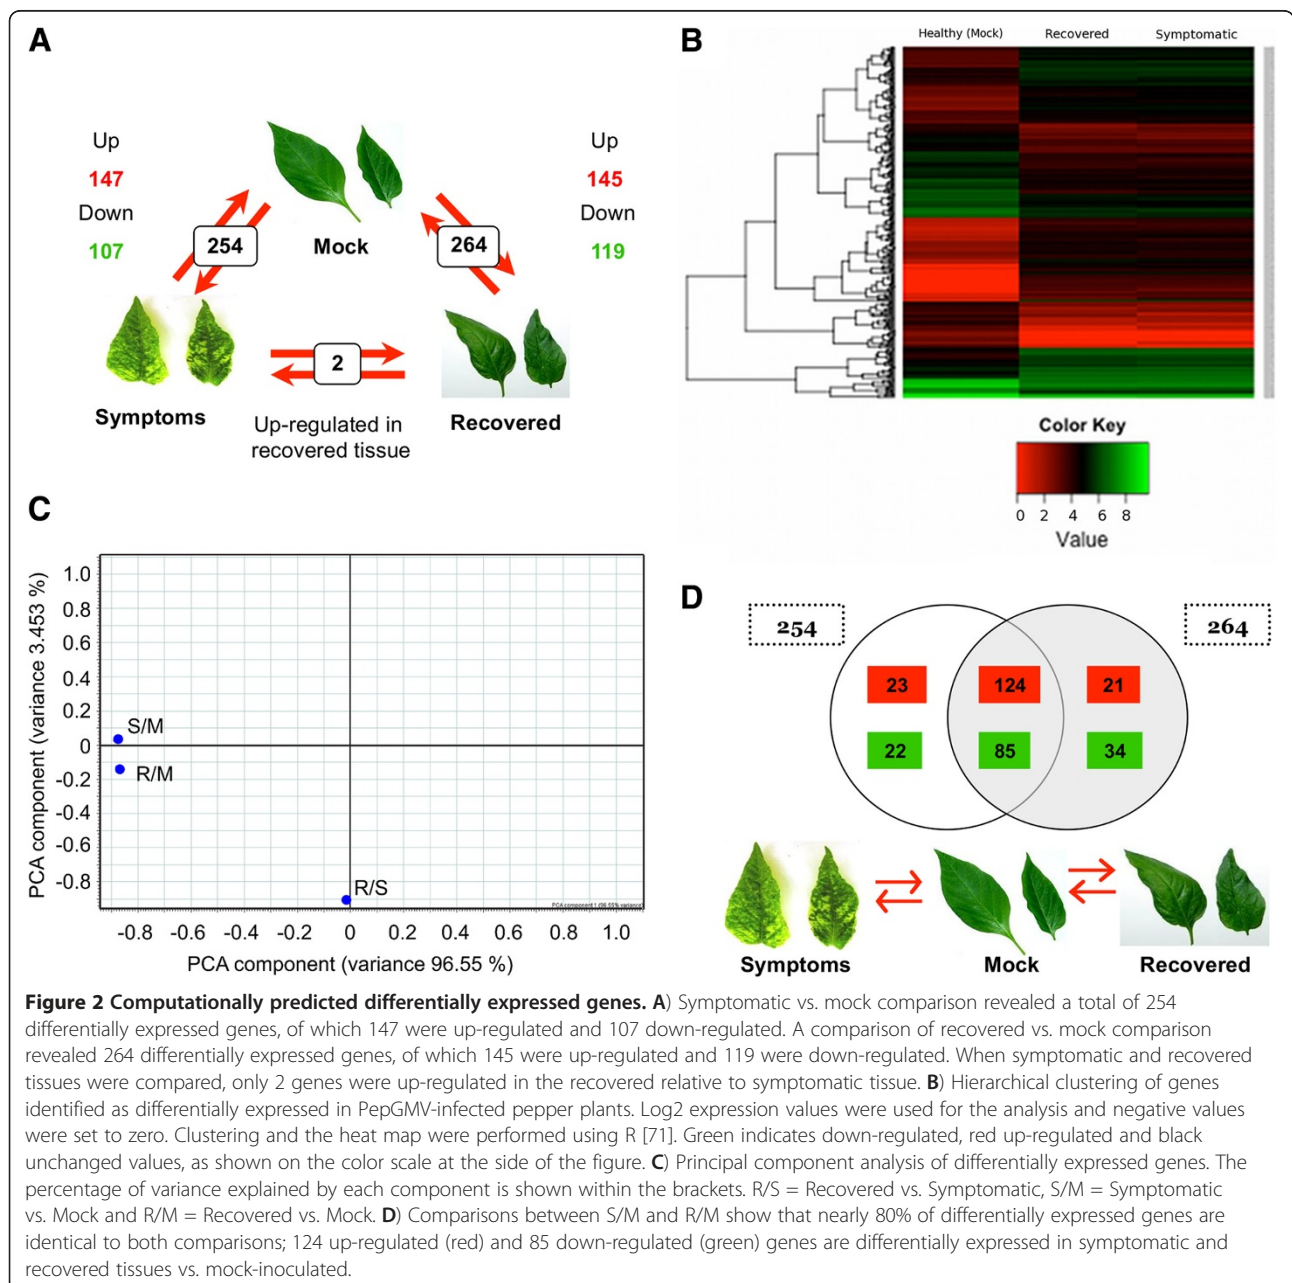 A
Up
147
Down
107
Up
145
Down
119
254
Mock
264
2
Symptoms
Up-regulated in
recovered tissue
Recovered
B
Healthy (Mock)
Recovered
Symptomatic
Color Key
0 2 4 6 8
Value
C
PCA component (variance 3.453 %)
1.0
0.8
0.6
0.4
0.2
0
-0.2
-0.4
-0.6
-0.8
S/M
R/M
R/S
PCA component 1 (96.55% variance)
-0.8 -0.6 -0.4 -0.2 0 0.2 0.4 0.6 0.8 1.0
PCA component (variance 96.55 %)
D
254
264
23 124 21
22 85 34
Symptoms
Mock
Recovered
Figure 2 Computationally predicted differentially expressed genes. A) Symptomatic vs. mock comparison revealed a total of 254
differentially expressed genes, of which 147 were up-regulated and 107 down-regulated. A comparison of recovered vs. mock comparison
revealed 264 differentially expressed genes, of which 145 were up-regulated and 119 were down-regulated. When symptomatic and recovered
tissues were compared, only 2 genes were up-regulated in the recovered relative to symptomatic tissue. B) Hierarchical clustering of genes
identified as differentially expressed in PepGMV-infected pepper plants. Log2 expression values were used for the analysis and negative values
were set to zero. Clustering and the heat map were performed using R [71]. Green indicates down-regulated, red up-regulated and black
unchanged values, as shown on the color scale at the side of the figure. C) Principal component analysis of differentially expressed genes. The
percentage of variance explained by each component is shown within the brackets. R/S = Recovered vs. Symptomatic, S/M = Symptomatic
vs. Mock and R/M = Recovered vs. Mock. D) Comparisons between S/M and R/M show that nearly 80% of differentially expressed genes are
identical to both comparisons; 124 up-regulated (red) and 85 down-regulated (green) genes are differentially expressed in symptomatic and
recovered tissues vs. mock-inoculated.